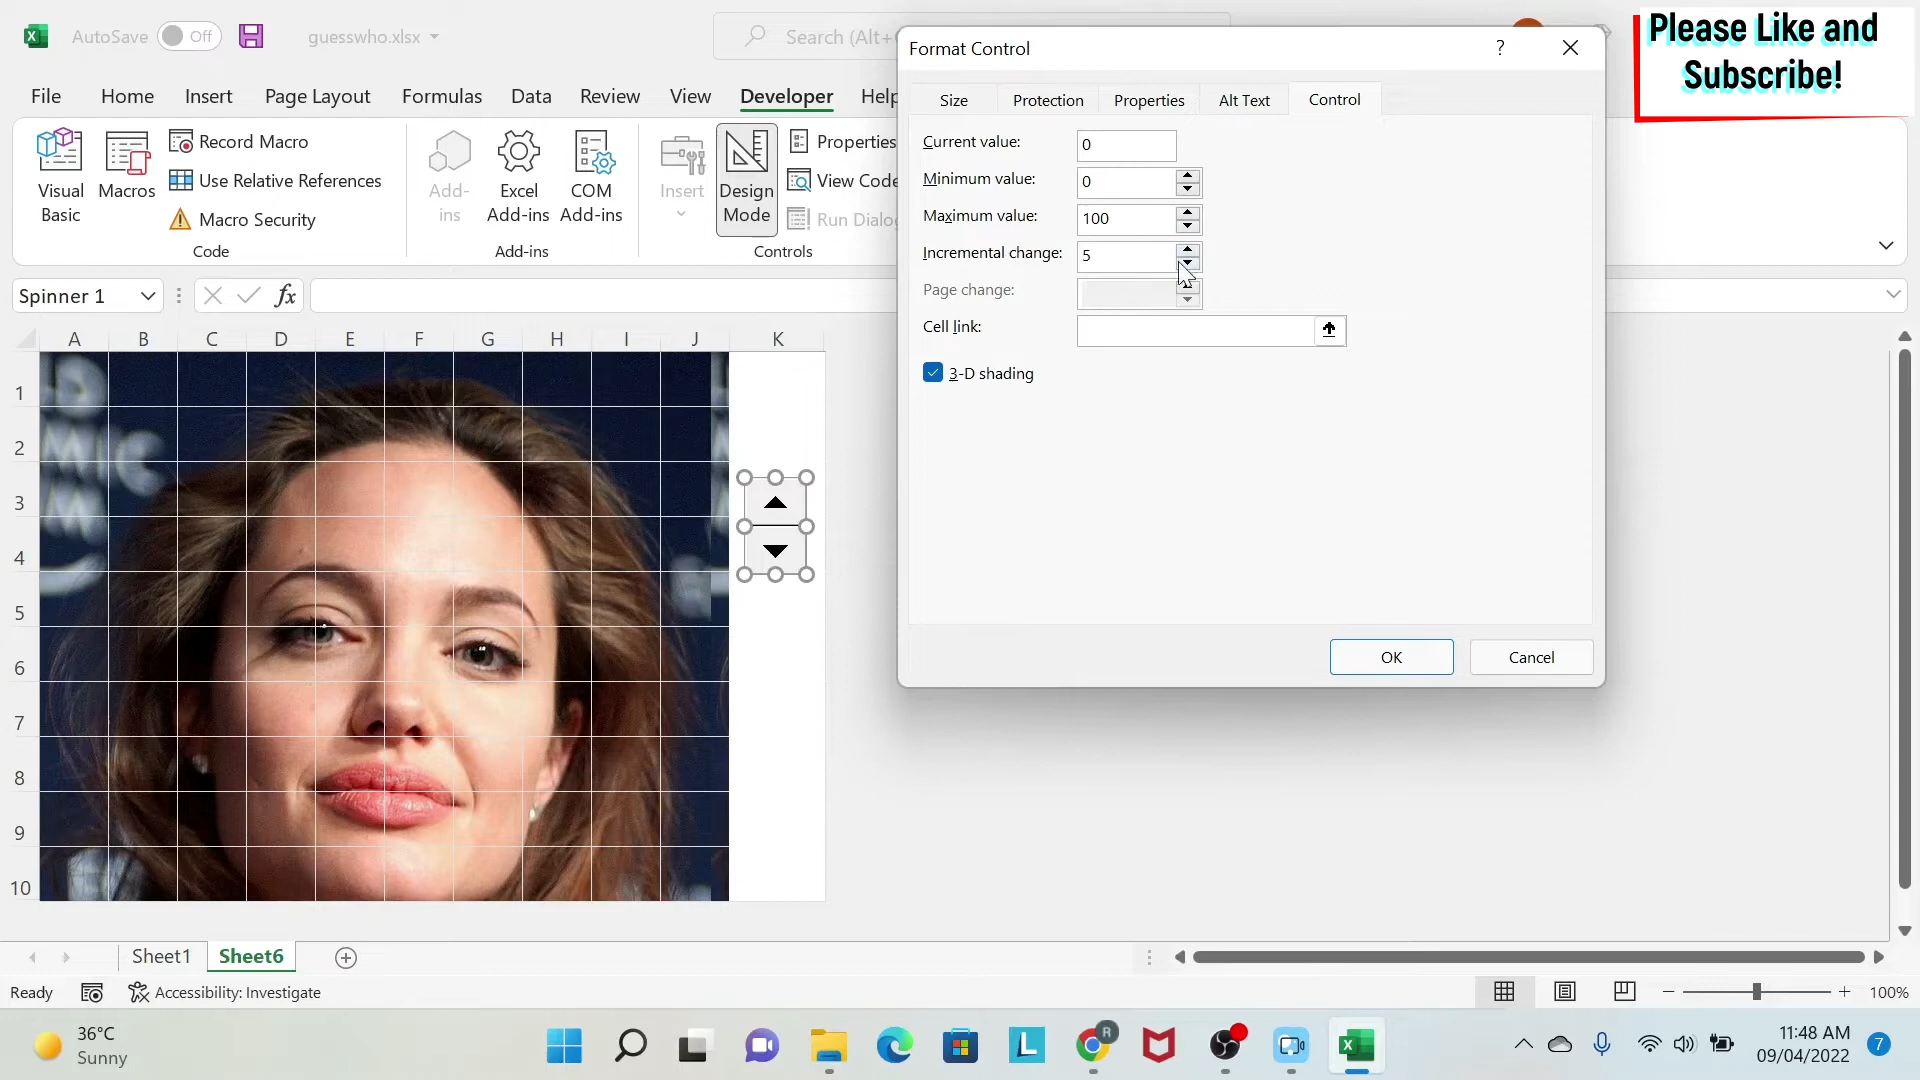 AutoSave Off guesswho.xlsx Search (Alt+
File Home Insert Page Layout Formulas Data Review View Developer Help
Visual Basic
Macros
Record Macro
Use Relative References
Macro Security
Code
Add-ins
Excel Add-ins
COM Add-ins
Add-ins
Insert
Design Mode
Properties
View Code
Run Dialog
Controls
Spinner 1 fx
A B C D E F G H I J K
1
2
3
4
5
6
7
8
9
10
Format Control ?
Size Protection Properties Alt Text Control
Current value: 0
Minimum value: 0
Maximum value: 100
Incremental change: 5
Page change:
Cell link:
3-D shading
OK Cancel
Please Like and
Subscribe!
Sheet1 Sheet6
Ready Accessibility: Investigate 100%
36°C
Sunny
L
R
11:48 AM
09/04/2022
7